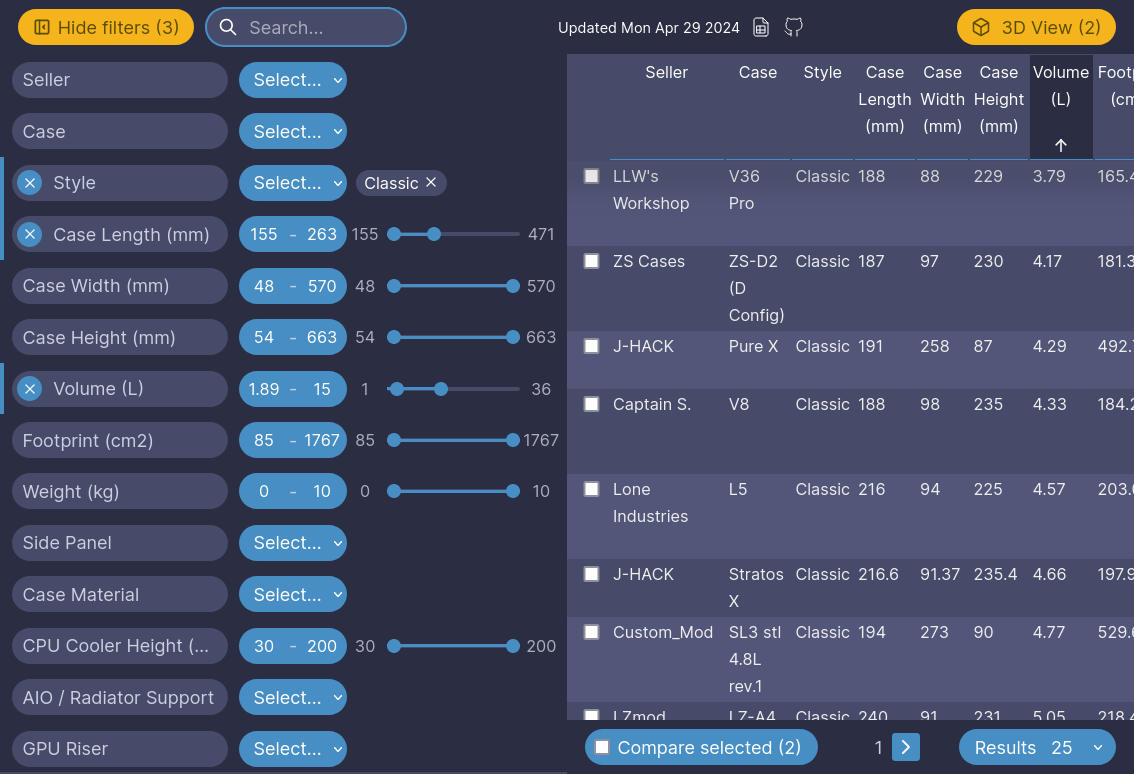 Hide filters (3)
Search...
Updated Mon Apr 29 2024
3D View (2)
Seller Select...
Case Select...
Style Select... Classic
Case Length (mm) 155 - 263 155 471
Case Width (mm) 48 - 570 48 570
Case Height (mm) 54 - 663 54 663
Volume (L) 1.89 - 15 1 36
Footprint (cm2) 85 - 1767 85 1767
Weight (kg) 0 - 10 0 10
Side Panel Select...
Case Material Select...
CPU Cooler Height (... 30 - 200 30 200
AIO / Radiator Support Select...
GPU Riser Select...
Seller Case Style Case Case Case Volume Footp
Length Width Height (L) (cm
(mm) (mm) (mm)
LLW's V36 Classic 188 88 229 3.79 165.4
Workshop Pro
ZS Cases ZS-D2 Classic 187 97 230 4.17 181.3
(D
Config)
J-HACK Pure X Classic 191 258 87 4.29 492.7
Captain S. V8 Classic 188 98 235 4.33 184.2
Lone L5 Classic 216 94 225 4.57 203.0
Industries
J-HACK Stratos Classic 216.6 91.37 235.4 4.66 197.9
X
Custom_Mod SL3 stl Classic 194 273 90 4.77 529.6
4.8L
rev.1
LZmod LZ-A4 Classic 240 91 231 5.05 218.4
Compare selected (2)
1
Results 25